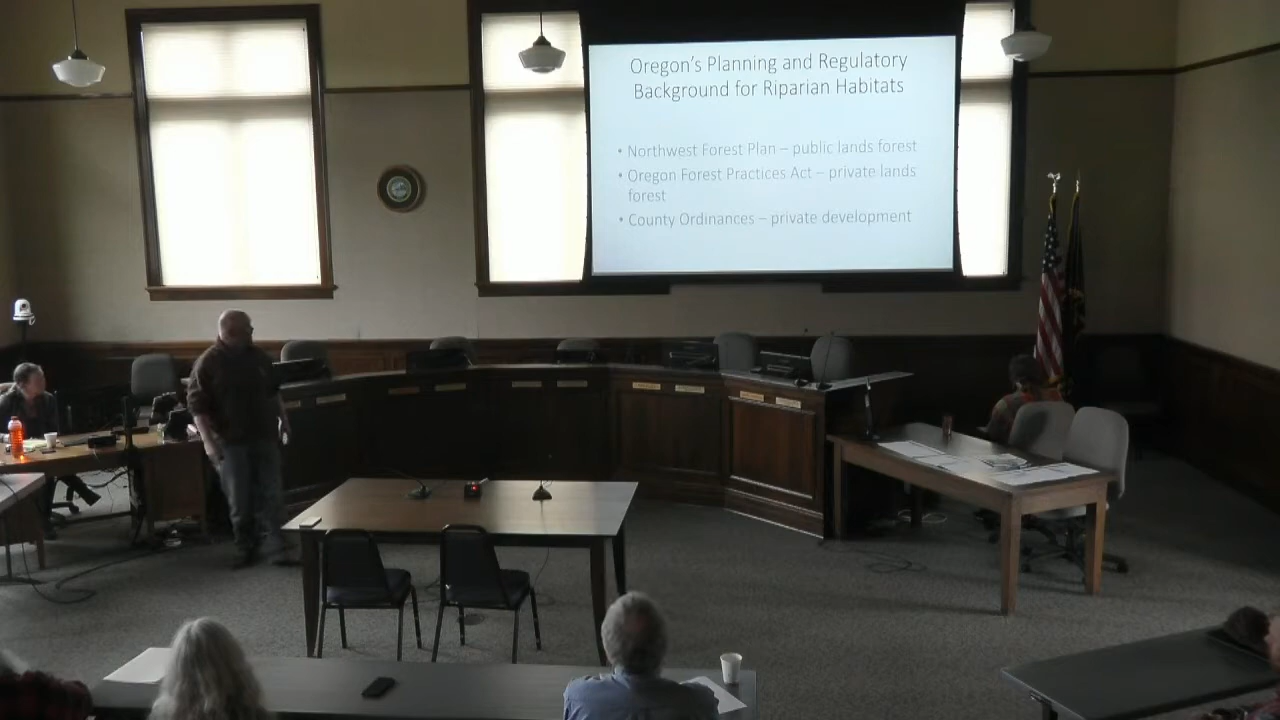 Oregon's Planning and Regulatory
Background for Riparian Habitats
• Northwest Forest Plan – public lands forest
• Oregon Forest Practices Act – private lands
forest
• County Ordinances – private development